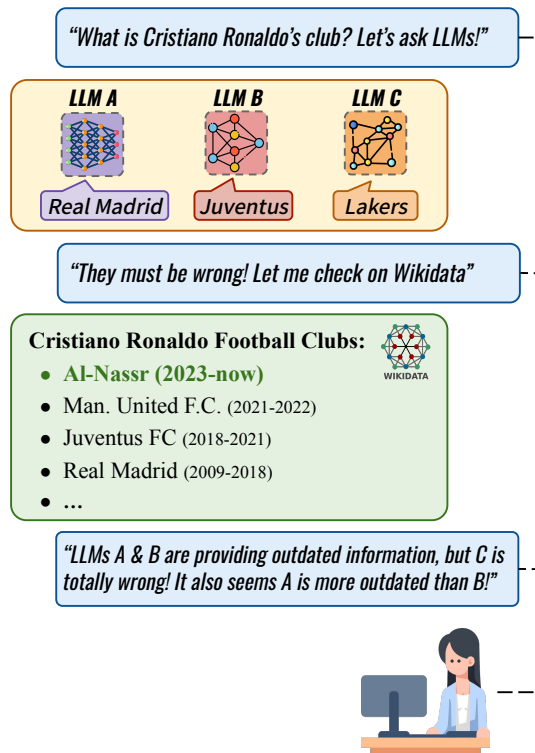 “What is Cristiano Ronaldo’s club? Let’s ask LLMs!”
LLM A LLM B LLM C
Real Madrid Juventus Lakers
“They must be wrong! Let me check on Wikidata”
Cristiano Ronaldo Football Clubs:
WIKIDATA
● Al-Nassr (2023-now)
● Man. United F.C. (2021-2022)
● Juventus FC (2018-2021)
● Real Madrid (2009-2018)
● ...
“LLMs A & B are providing outdated information, but C is
totally wrong! It also seems A is more outdated than B!”